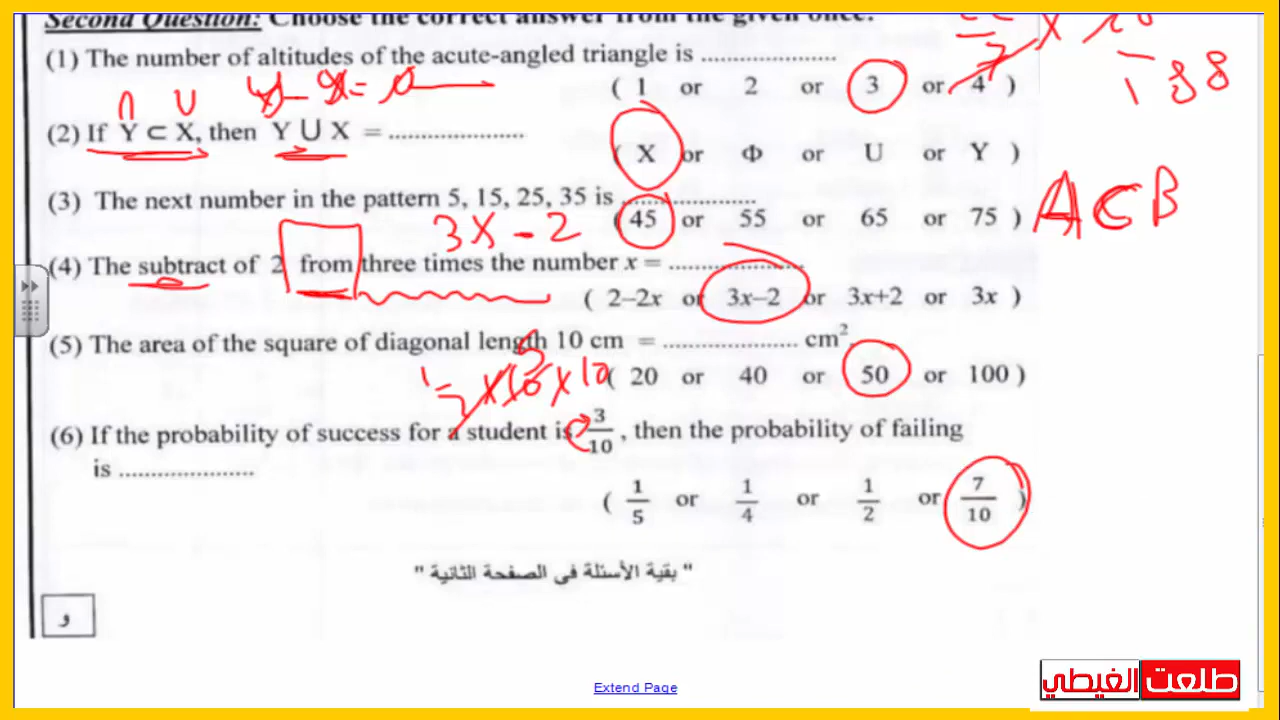 Second Question: Choose the correct answer from the given once:
(1) The number of altitudes of the acute-angled triangle is .....................
( 1 or 2 or 3 or 4 )
∩ ∪
(2) If Y ⊂ X, then Y ⋃ X = .....................
( X or Φ or U or Y )
(3) The next number in the pattern 5, 15, 25, 35 is .....................
( 45 or 55 or 65 or 75 )
A ⊂ B
3x - 2
(4) The subtract of 2 from three times the number x = .....................
( 2–2x or 3x–2 or 3x+2 or 3x )
(5) The area of the square of diagonal length 10 cm = ..................... cm²
( 20 or 40 or 50 or 100 )
1/2 × 10 × 10
5
(6) If the probability of success for a student is 3/10 , then the probability of failing
is .....................
( 1/5 or 1/4 or 1/2 or 7/10 )
" بقية الأسئلة فى الصفحة الثانية "
و
Extend Page
طلعت الغيطي